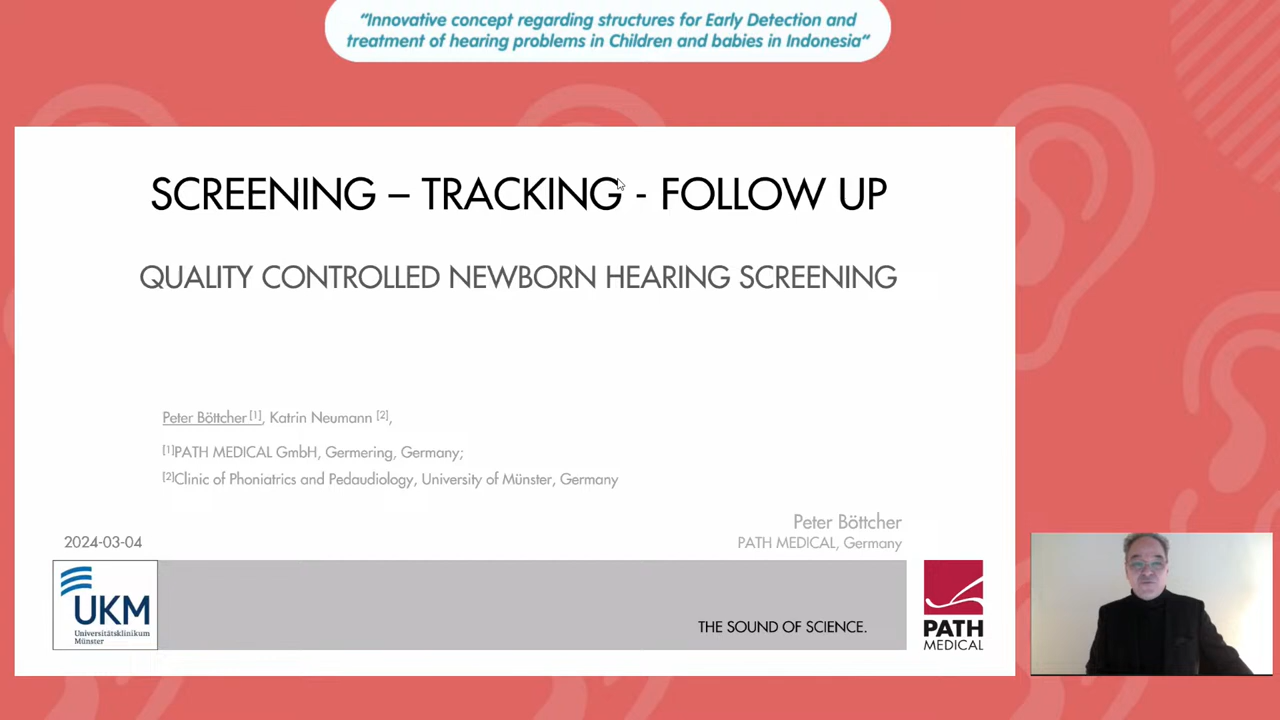 “Innovative concept regarding structures for Early Detection and
treatment of hearing problems in Children and babies in Indonesia“
SCREENING – TRACKING - FOLLOW UP
QUALITY CONTROLLED NEWBORN HEARING SCREENING
Peter Böttcher [1], Katrin Neumann [2],
[1]PATH MEDICAL GmbH, Germering, Germany;
[2]Clinic of Phoniatrics and Pedaudiology, University of Münster, Germany
Peter Böttcher
2024-03-04
PATH MEDICAL, Germany
UKM
Universitätsklinikum
Münster
THE SOUND OF SCIENCE.
PATH
MEDICAL